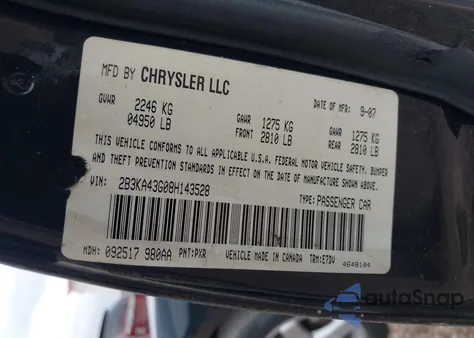 MFD BY CHRYSLER LLC
DATE OF MFR: 9-07
GVWR 2246 KG 04950 LB
GAWR FRONT 1275 KG 2810 LB
GAWR REAR 1275 KG 2810 LB
THIS VEHICLE CONFORMS TO ALL APPLICABLE U.S.A. FEDERAL MOTOR VEHICLE SAFETY, BUMPER
AND THEFT PREVENTION STANDARDS IN EFFECT ON THE DATE OF MANUFACTURE SHOWN ABOVE.
VIN: 2B3KA43G08H143528
TYPE: PASSENGER CAR
MDH: 092517 980AA PNT:PXR VEHICLE MADE IN CANADA TRM:E7DV
4648104
autoSnap